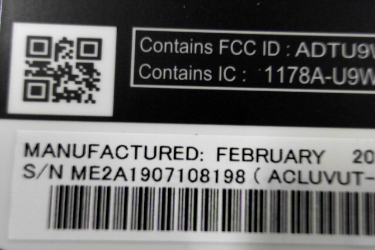 Contains FCC ID : ADTU9W
Contains IC : 1178A-U9W
MANUFACTURED: FEBRUARY 20
S/N ME2A1907108198 ( ACLUVUT-